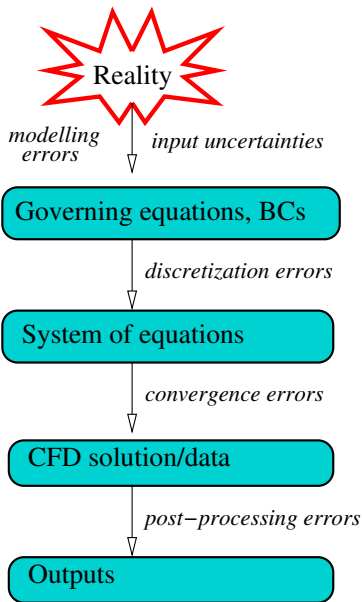 Reality
modelling
errors
input uncertainties
Governing equations, BCs
discretization errors
System of equations
convergence errors
CFD solution/data
post−processing errors
Outputs